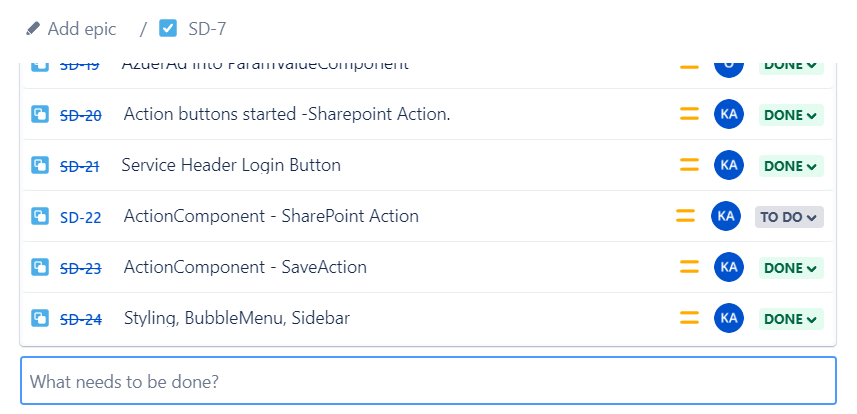 Add epic / SD-7
SD-19 AzuerAd into ParamValueComponent DONE
SD-20 Action buttons started -Sharepoint Action. KA DONE
SD-21 Service Header Login Button KA DONE
SD-22 ActionComponent - SharePoint Action KA TO DO
SD-23 ActionComponent - SaveAction KA DONE
SD-24 Styling, BubbleMenu, Sidebar KA DONE
What needs to be done?